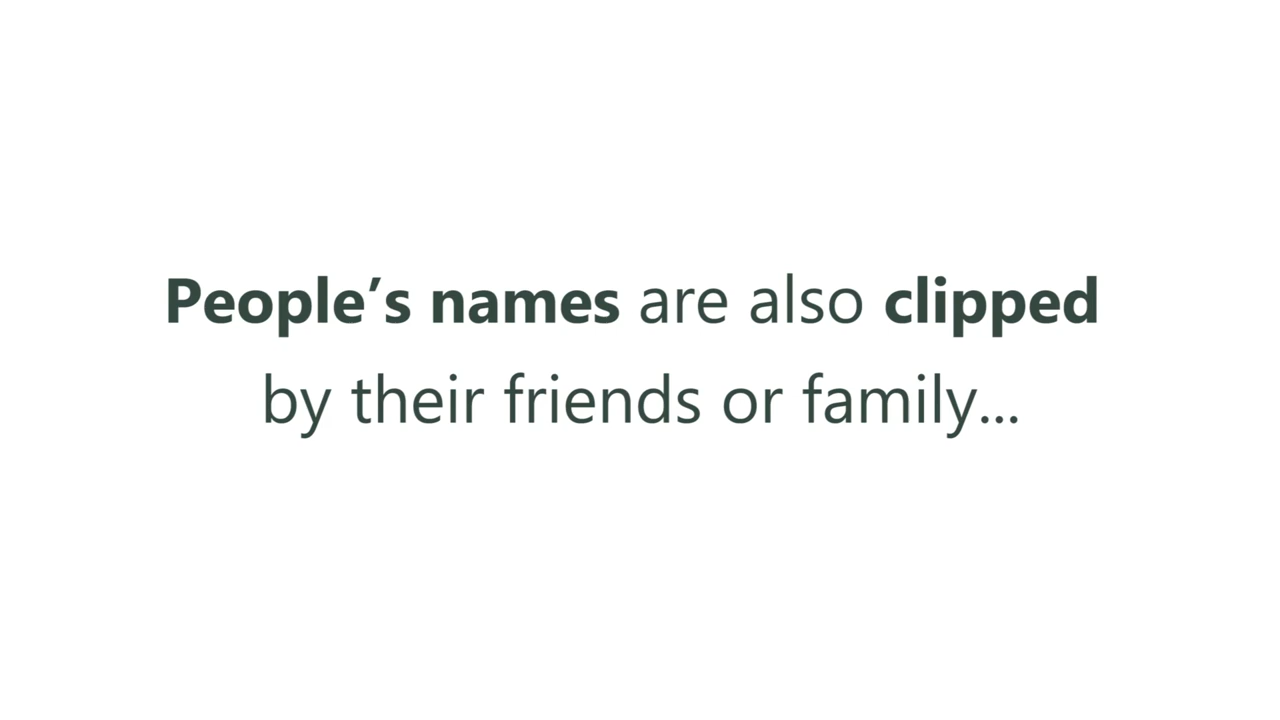 People’s names are also clipped
by their friends or family...